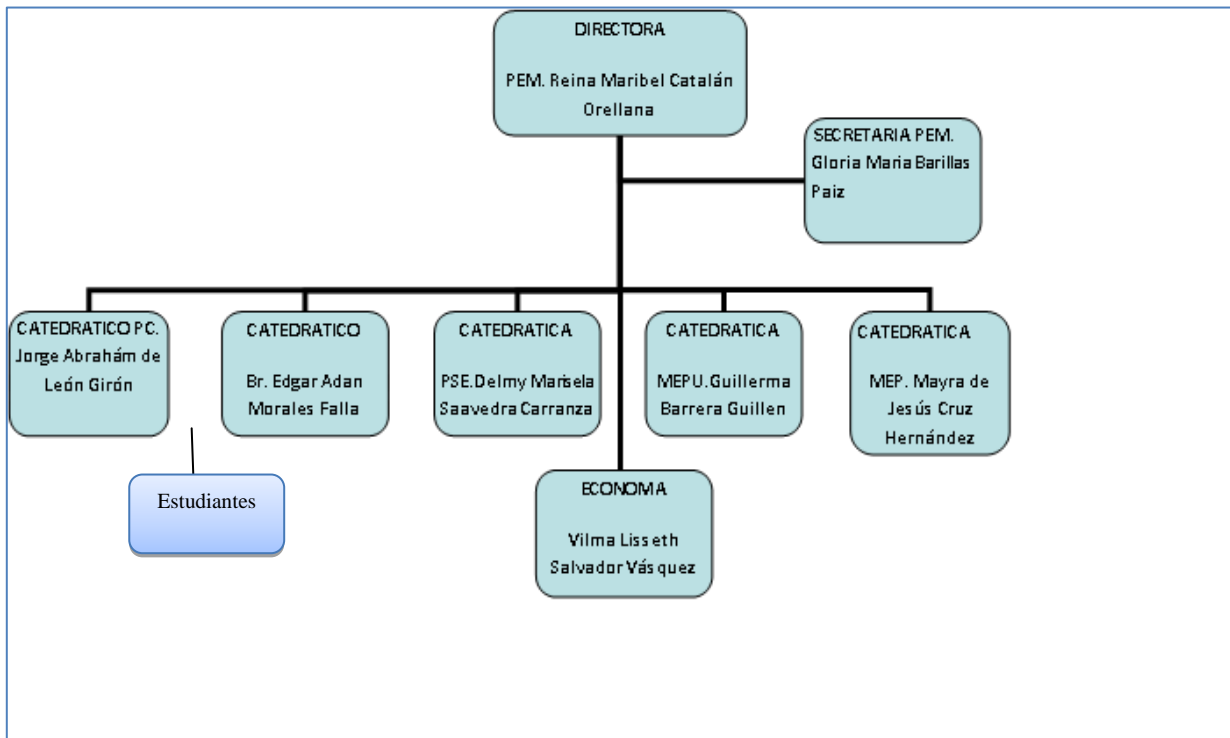 DIRECTORA
PEM. Reina Maribel Catalán
Orellana
SECRETARIA PEM.
Gloria Maria Barillas
Paiz
CATEDRATICO PC.
Jorge Abrahám de
León Girón
CATEDRATICO
Br. Edgar Adan
Morales Falla
CATEDRATICA
PSE.Delmy Marisela
Saavedra Carranza
CATEDRATICA
MEPU.Guillerma
Barrera Guillen
CATEDRATICA
MEP. Mayra de
Jesús Cruz
Hernández
Estudiantes
ECONOMA
Vilma Lisseth
Salvador Vásquez